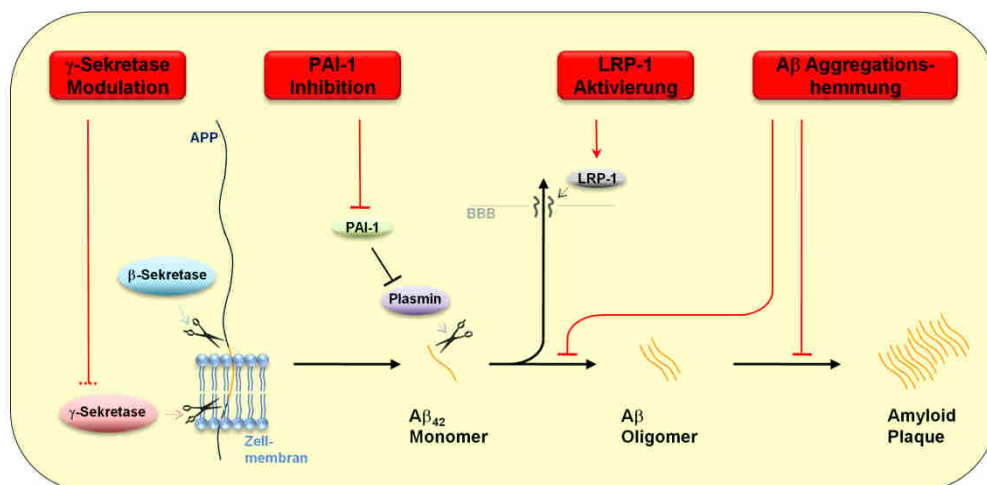 γ-Sekretase
Modulation
PAI-1
Inhibition
LRP-1
Aktivierung
Aβ Aggregations-
hemmung
APP
LRP-1
BBB
PAI-1
β-Sekretase
Plasmin
γ-Sekretase
Zell-
membran
Aβ42
Monomer
Aβ
Oligomer
Amyloid
Plaque